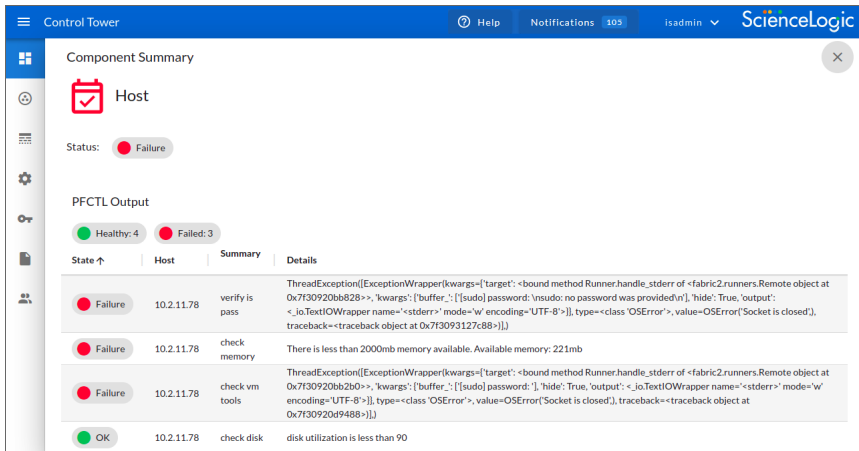 Control Tower
Help
Notifications 105
isadmin
ScienceLogic
Component Summary
Host
Status: Failure
PFCTL Output
Healthy: 4 Failed: 3
State Host Summary Details
Failure 10.2.11.78 verify is pass
ThreadException([ExceptionWrapper(kwargs=['target': <bound method Runner.handle_stderr of <fabric2.runners.Remote object at
0x7f30920bb828>>, 'kwargs': ['buffer_': ['[sudo] password: \nsudo: no password was provided\n'], 'hide': True, 'output':
<_io.TextIOWrapper name='<stderr>' mode='w' encoding='UTF-8'>]], type=<class 'OSError'>, value=OSError('Socket is closed',),
traceback=<traceback object at 0x7f3093127c88>)],)
Failure 10.2.11.78 check memory
There is less than 2000mb memory available. Available memory: 221mb
Failure 10.2.11.78 check vm tools
ThreadException([ExceptionWrapper(kwargs=['target': <bound method Runner.handle_stderr of <fabric2.runners.Remote object at
0x7f30920bb2b0>>, 'kwargs': ['buffer_': ['[sudo] password: '], 'hide': True, 'output': <_io.TextIOWrapper name='<stderr>' mode='w'
encoding='UTF-8'>]], type=<class 'OSError'>, value=OSError('Socket is closed',), traceback=<traceback object at
0x7f30920d9488>)],)
OK 10.2.11.78 check disk disk utilization is less than 90